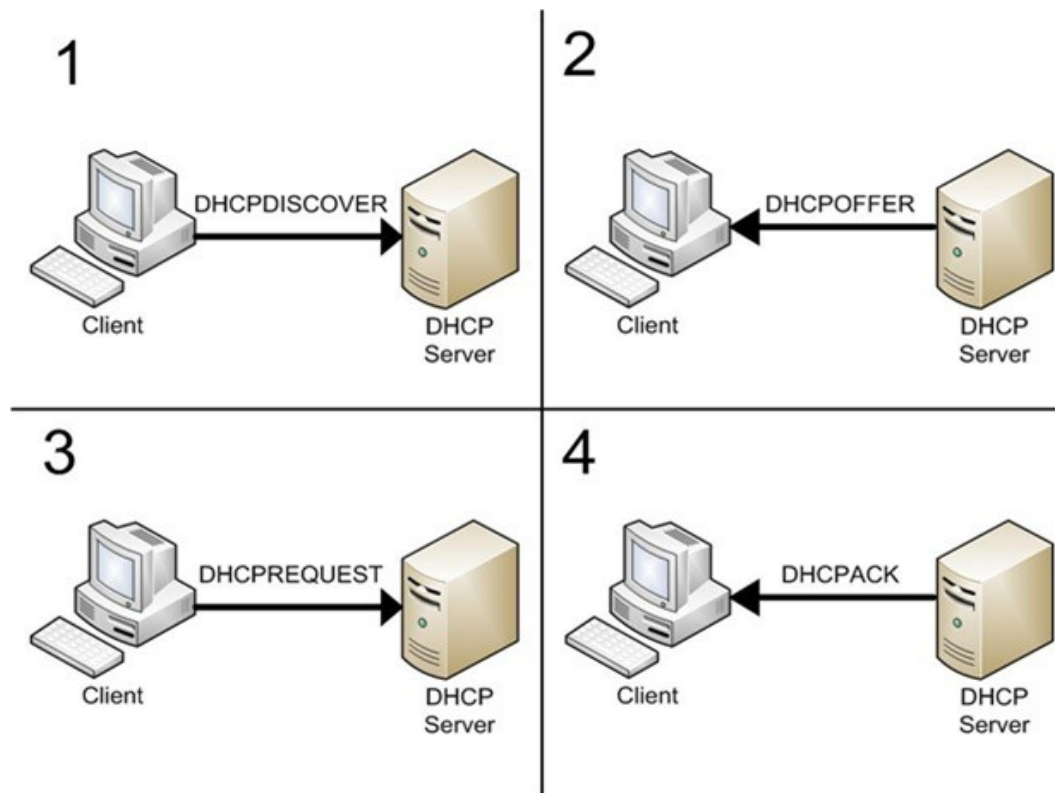 1
DHCPDISCOVER
Client
DHCP
Server
2
DHCPOFFER
Client
DHCP
Server
3
DHCPREQUEST
Client
DHCP
Server
4
DHCPACK
Client
DHCP
Server